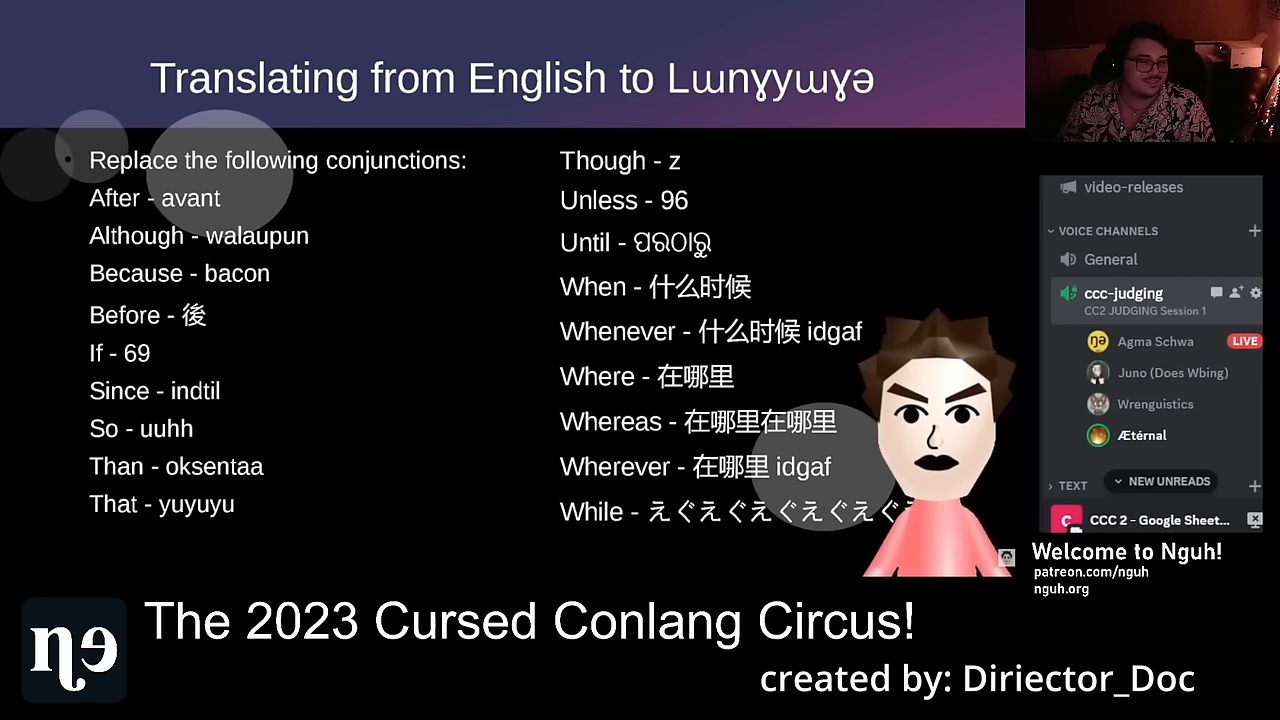 Translating from English to Lɯnɣyɯɣə
• Replace the following conjunctions:
After - avant
Although - walaupun
Because - bacon
Before - 後
If - 69
Since - indtil
So - uuhh
Than - oksentaa
That - yuyuyu
Though - z
Unless - 96
Until - ପରଠାରୁ
When - 什么时候
Whenever - 什么时候 idgaf
Where - 在哪里
Whereas - 在哪里在哪里
Wherever - 在哪里 idgaf
While - えぐえぐえぐえぐえぐ
video-releases
VOICE CHANNELS
General
ccc-judging
CC2 JUDGING Session 1
ŋə Agma Schwa LIVE
Juno (Does Wbing)
Wrenguistics
Ætérnal
TEXT NEW UNREADS
C CCC 2 - Google Sheet...
Welcome to Nguh!
patreon.com/nguh
nguh.org
ŋɘ
The 2023 Cursed Conlang Circus!
created by: Diriector_Doc